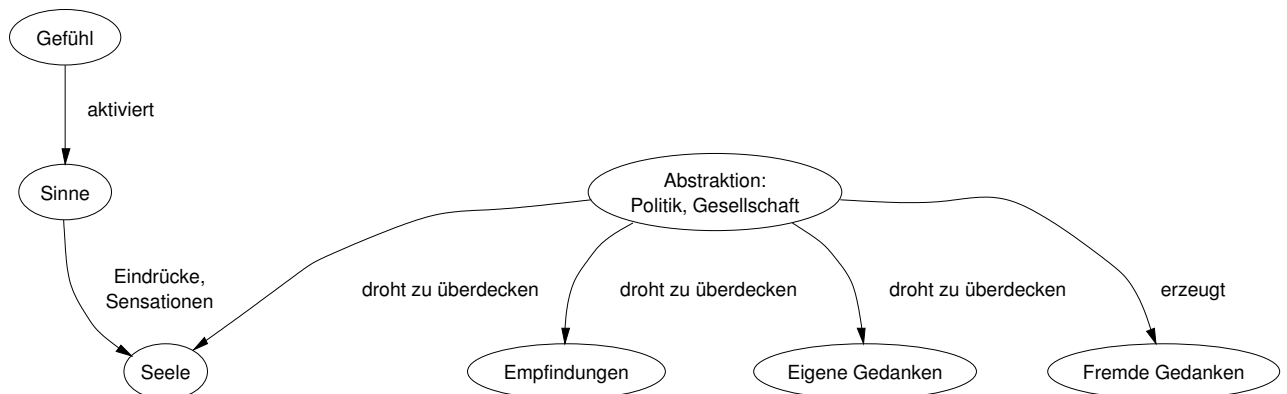 Gefühl
aktiviert
Sinne
Abstraktion:
Politik, Gesellschaft
Eindrücke,
Sensationen
droht zu überdecken
droht zu überdecken
droht zu überdecken
erzeugt
Seele
Empfindungen
Eigene Gedanken
Fremde Gedanken